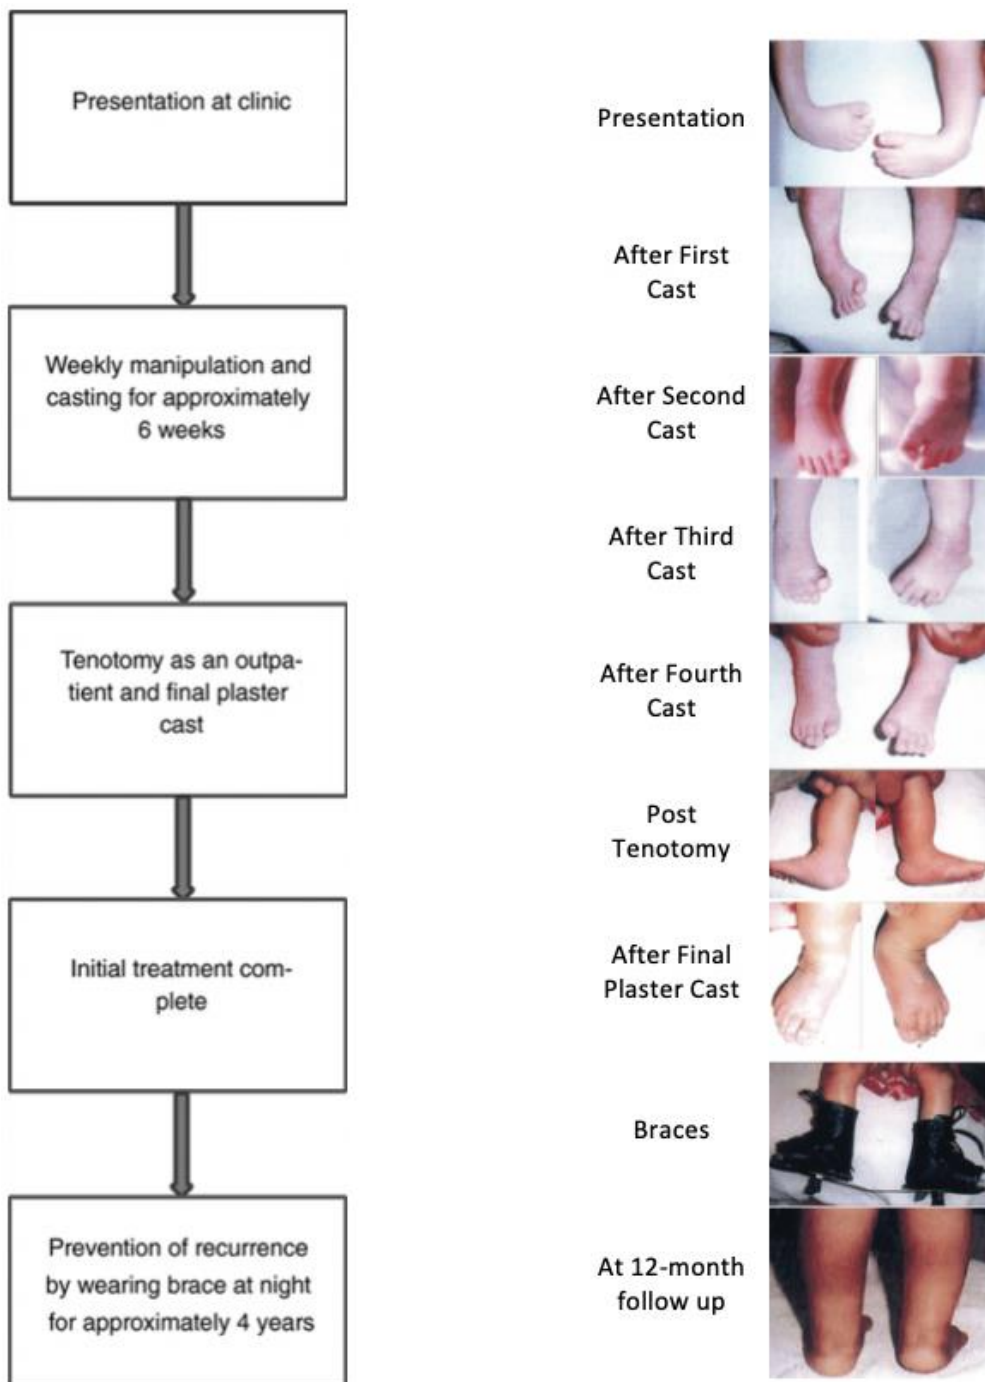 Presentation at clinic
Weekly manipulation and
casting for approximately
6 weeks
Tenotomy as an outpa-
tient and final plaster
cast
Initial treatment com-
plete
Prevention of recurrence
by wearing brace at night
for approximately 4 years
Presentation
After First
Cast
After Second
Cast
After Third
Cast
After Fourth
Cast
Post
Tenotomy
After Final
Plaster Cast
Braces
At 12-month
follow up